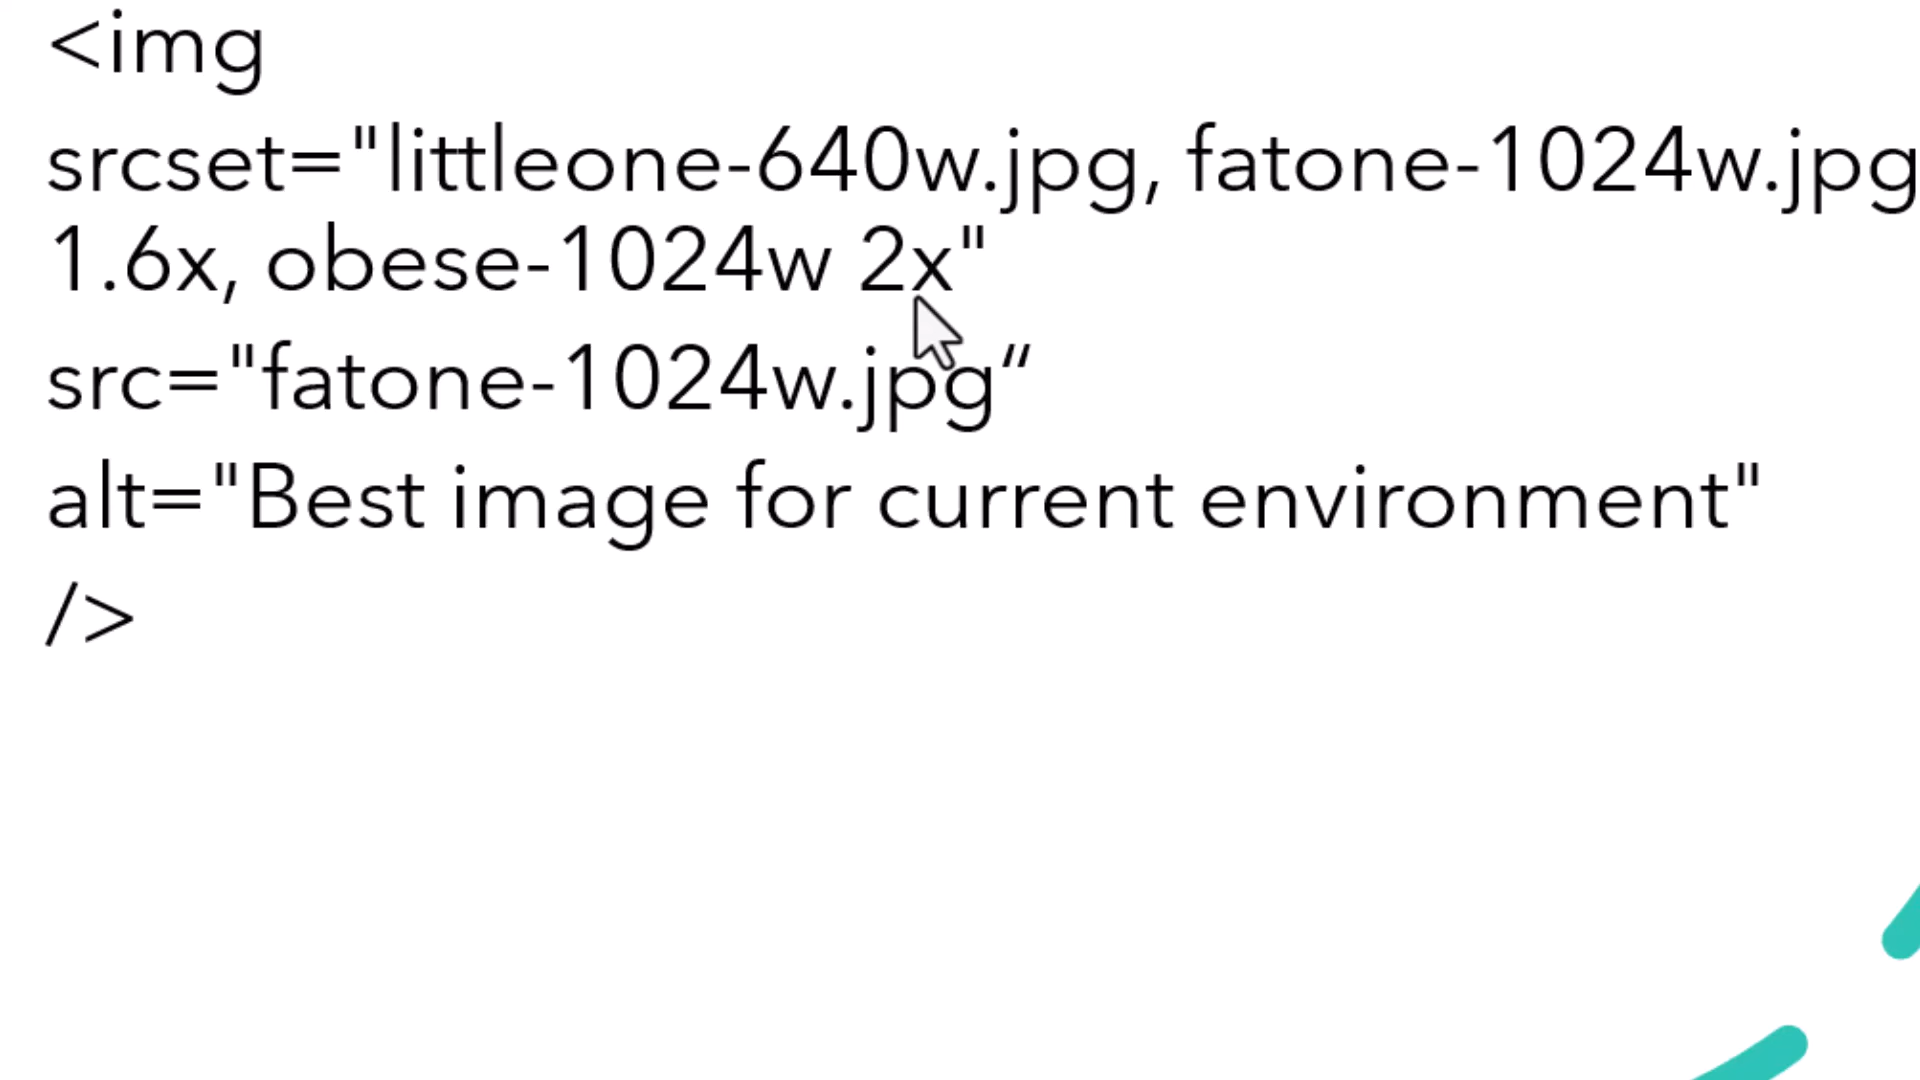 <img
srcset="littleone-640w.jpg, fatone-1024w.jpg
1.6x, obese-1024w 2x"
src="fatone-1024w.jpg“
alt="Best image for current environment"
/>